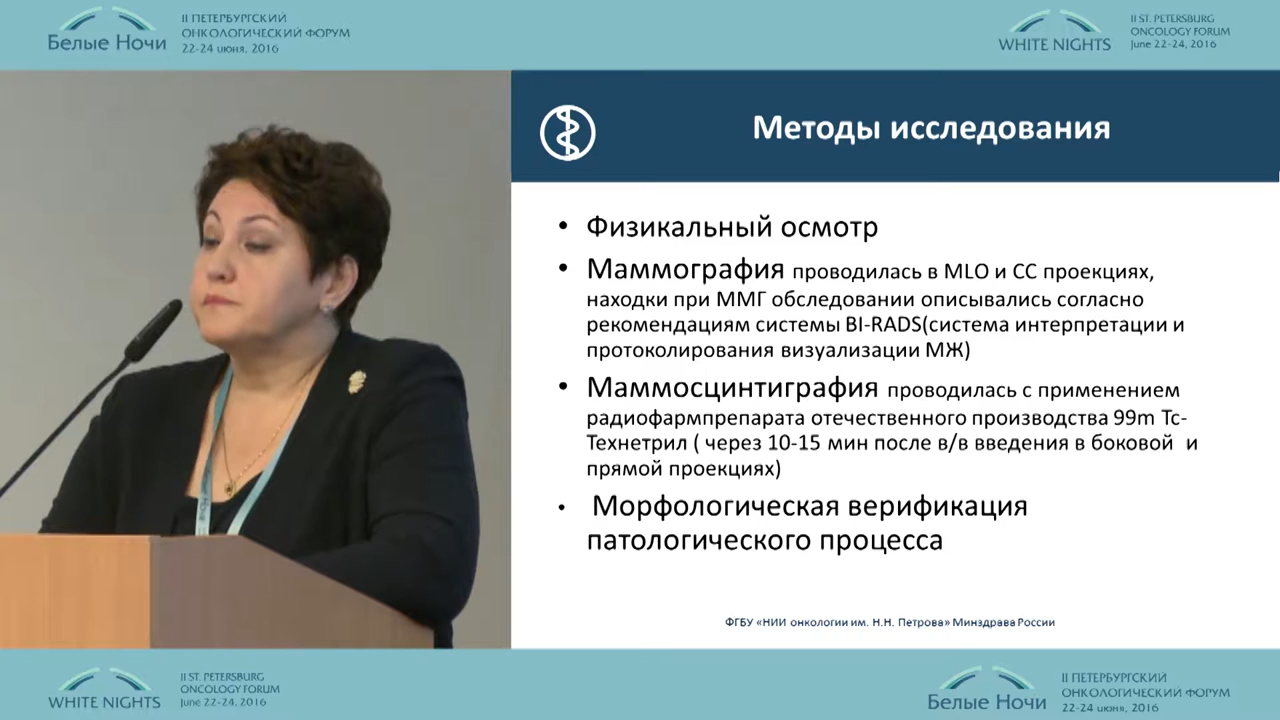 Белые Ночи
II ПЕТЕРБУРГСКИЙ
ОНКОЛОГИЧЕСКИЙ ФОРУМ
22-24 июня, 2016
WHITE NIGHTS
II ST. PETERSBURG
ONCOLOGY FORUM
June 22-24, 2016
Методы исследования
• Физикальный осмотр
• Маммография проводилась в MLO и CC проекциях,
находки при ММГ обследовании описывались согласно
рекомендациям системы BI-RADS(система интерпретации и
протоколирования визуализации МЖ)
• Маммосцинтиграфия проводилась с применением
радиофармпрепарата отечественного производства 99m Tc-
Технетрил ( через 10-15 мин после в/в введения в боковой и
прямой проекциях)
• Морфологическая верификация
патологического процесса
ФГБУ «НИИ онкологии им. Н.Н. Петрова» Минздрава России
WHITE NIGHTS
II ST. PETERSBURG
ONCOLOGY FORUM
June 22-24, 2016
Белые Ночи
II ПЕТЕРБУРГСКИЙ
ОНКОЛОГИЧЕСКИЙ ФОРУМ
22-24 июня, 2016